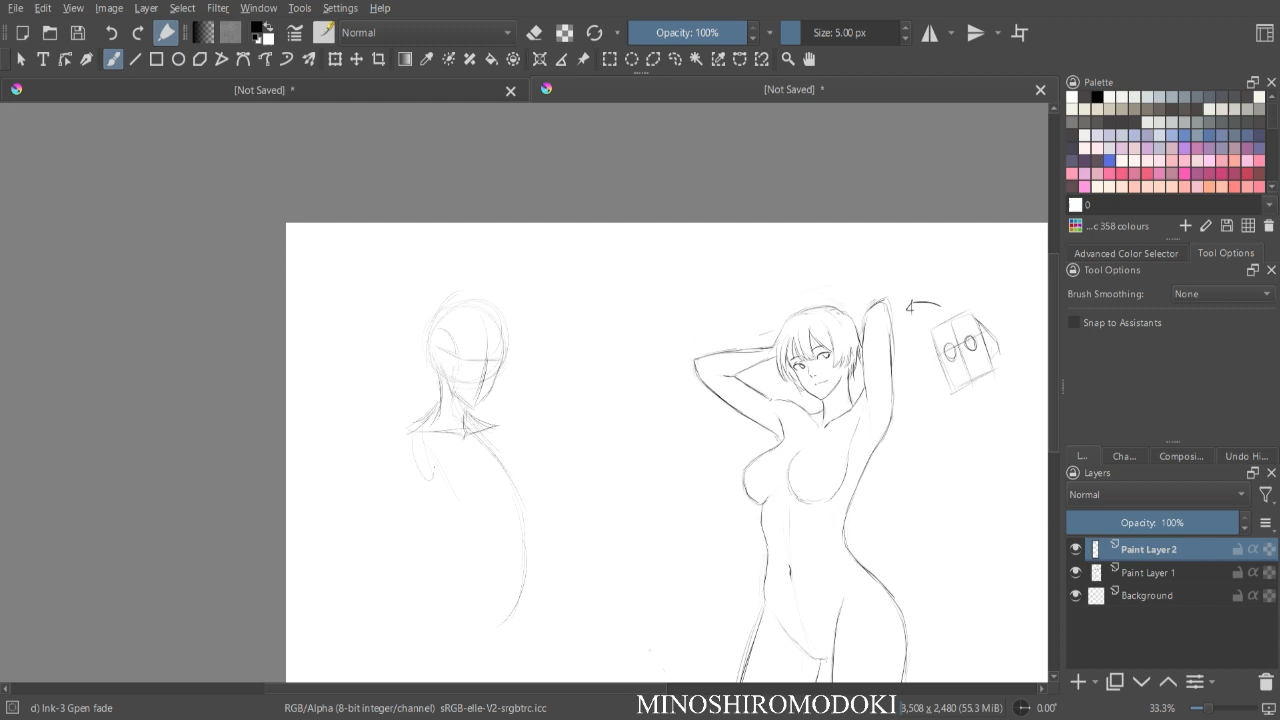 File Edit View Image Layer Select Filter Window Tools Settings Help
Normal Opacity: 100% Size: 5.00 px
[Not Saved] * [Not Saved] *
Palette
0
...c 358 colours
Advanced Color Selector Tool Options
Tool Options
Brush Smoothing: None
Snap to Assistants
L... Cha... Composi... Undo Hi...
Layers
Normal
Opacity: 100%
Paint Layer 2
Paint Layer 1
Background
d) Ink-3 Gpen fade RGB/Alpha (8-bit integer/channel) sRGB-elle-V2-srgbtrc.icc MINOSHIROMODOKI 3,508 x 2,480 (55.3 MiB) 0.00° 33.3%